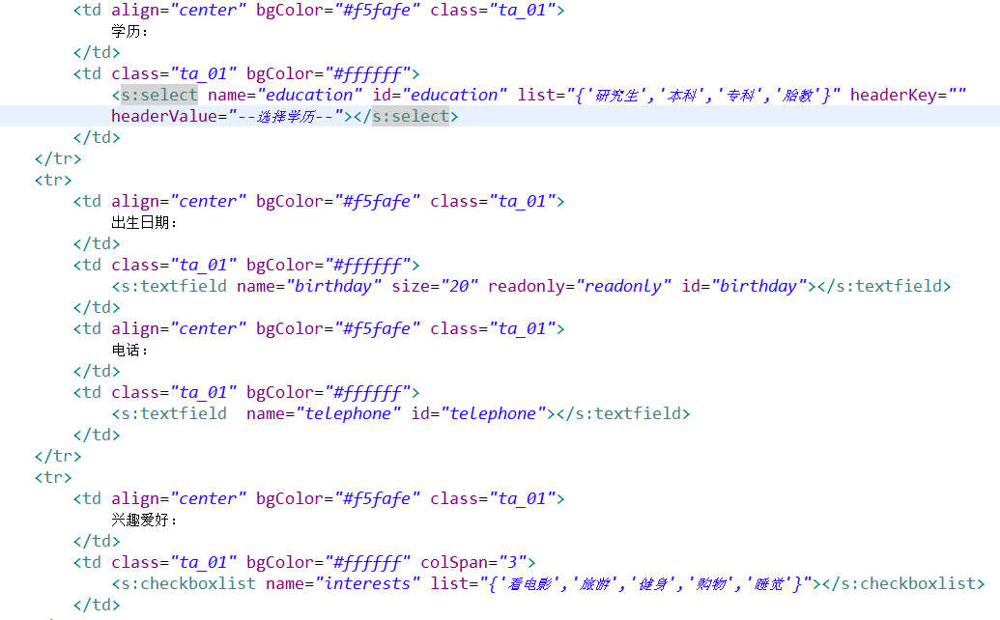 <td align="center" bgColor="#f5fafe" class="ta_01">
学历：
</td>
<td class="ta_01" bgColor="#ffffff">
<s:select name="education" id="education" list="{'研究生','本科','专科','胎教'}" headerKey=""
headerValue="--选择学历--"></s:select>
</td>
</tr>
<tr>
<td align="center" bgColor="#f5fafe" class="ta_01">
出生日期：
</td>
<td class="ta_01" bgColor="#ffffff">
<s:textfield name="birthday" size="20" readonly="readonly" id="birthday"></s:textfield>
</td>
<td align="center" bgColor="#f5fafe" class="ta_01">
电话：
</td>
<td class="ta_01" bgColor="#ffffff">
<s:textfield  name="telephone" id="telephone"></s:textfield>
</td>
</tr>
<tr>
<td align="center" bgColor="#f5fafe" class="ta_01">
兴趣爱好：
</td>
<td class="ta_01" bgColor="#ffffff" colSpan="3">
<s:checkboxlist name="interests" list="{'看电影','旅游','健身','购物','睡觉'}"></s:checkboxlist>
</td>